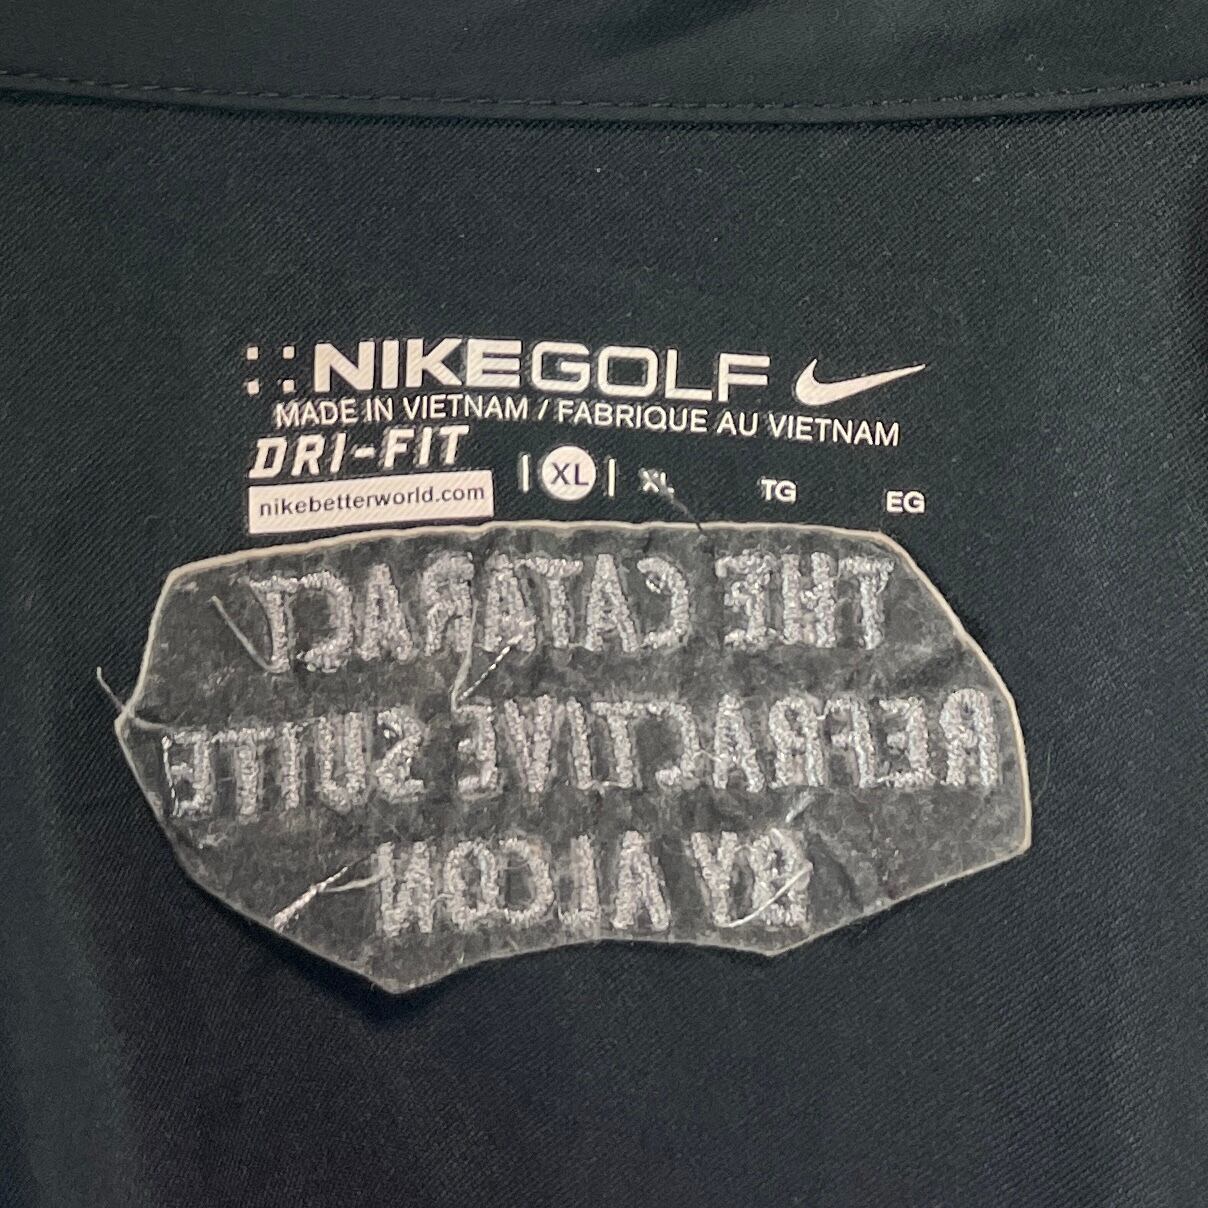 NIKEGOLF
MADE IN VIETNAM / FABRIQUE AU VIETNAM
DRI-FIT
nikebetterworld.com
XL XL TG EG
THE CATARACT
REFRACTIVE SUITE
BY ALCON